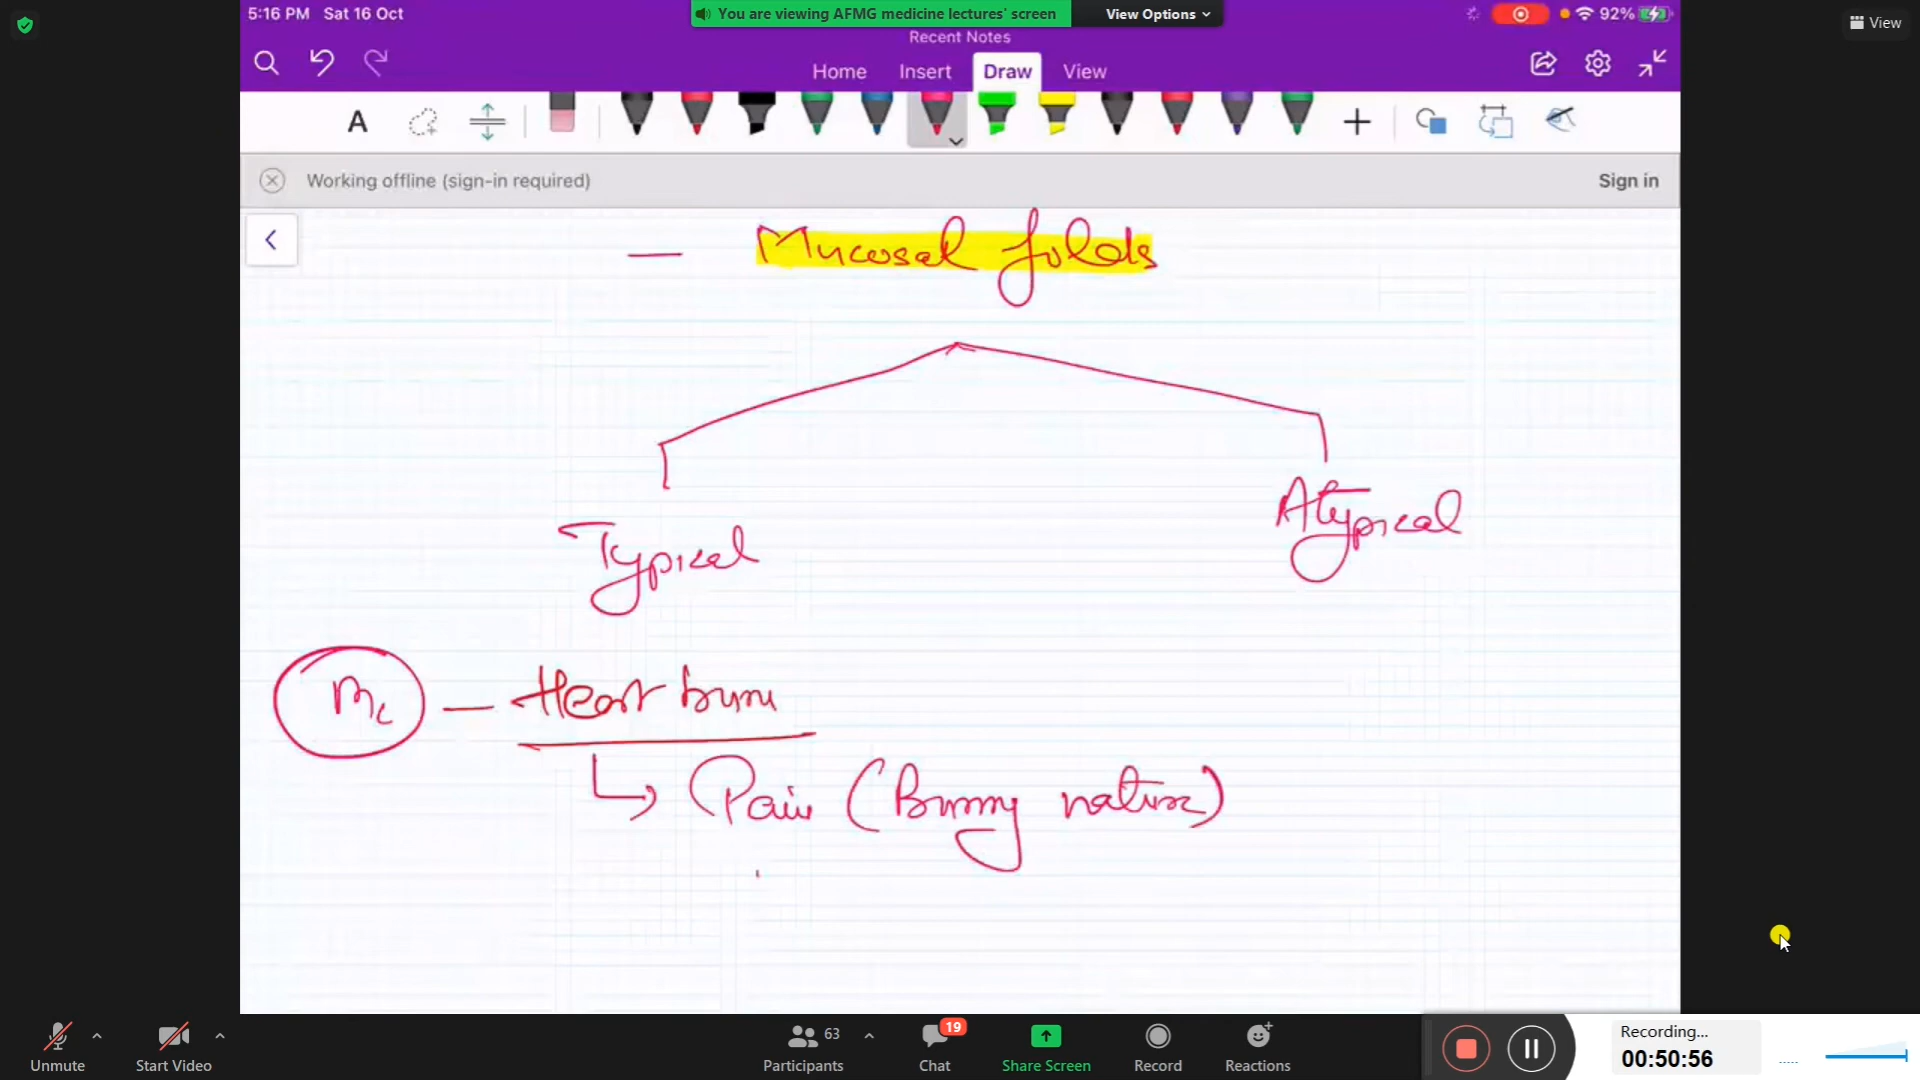 5:16 PM Sat 16 Oct
You are viewing AFMG medicine lectures' screen
View Options
92%
View
Recent Notes
Home Insert Draw View
A
Working offline (sign-in required)
Sign in
— Mucosal folds
Typical
Atypical
Mc — Heart burn
Pain (Burning nature)
Unmute
Start Video
63
Participants
19
Chat
Share Screen
Record
Reactions
Recording...
00:50:56